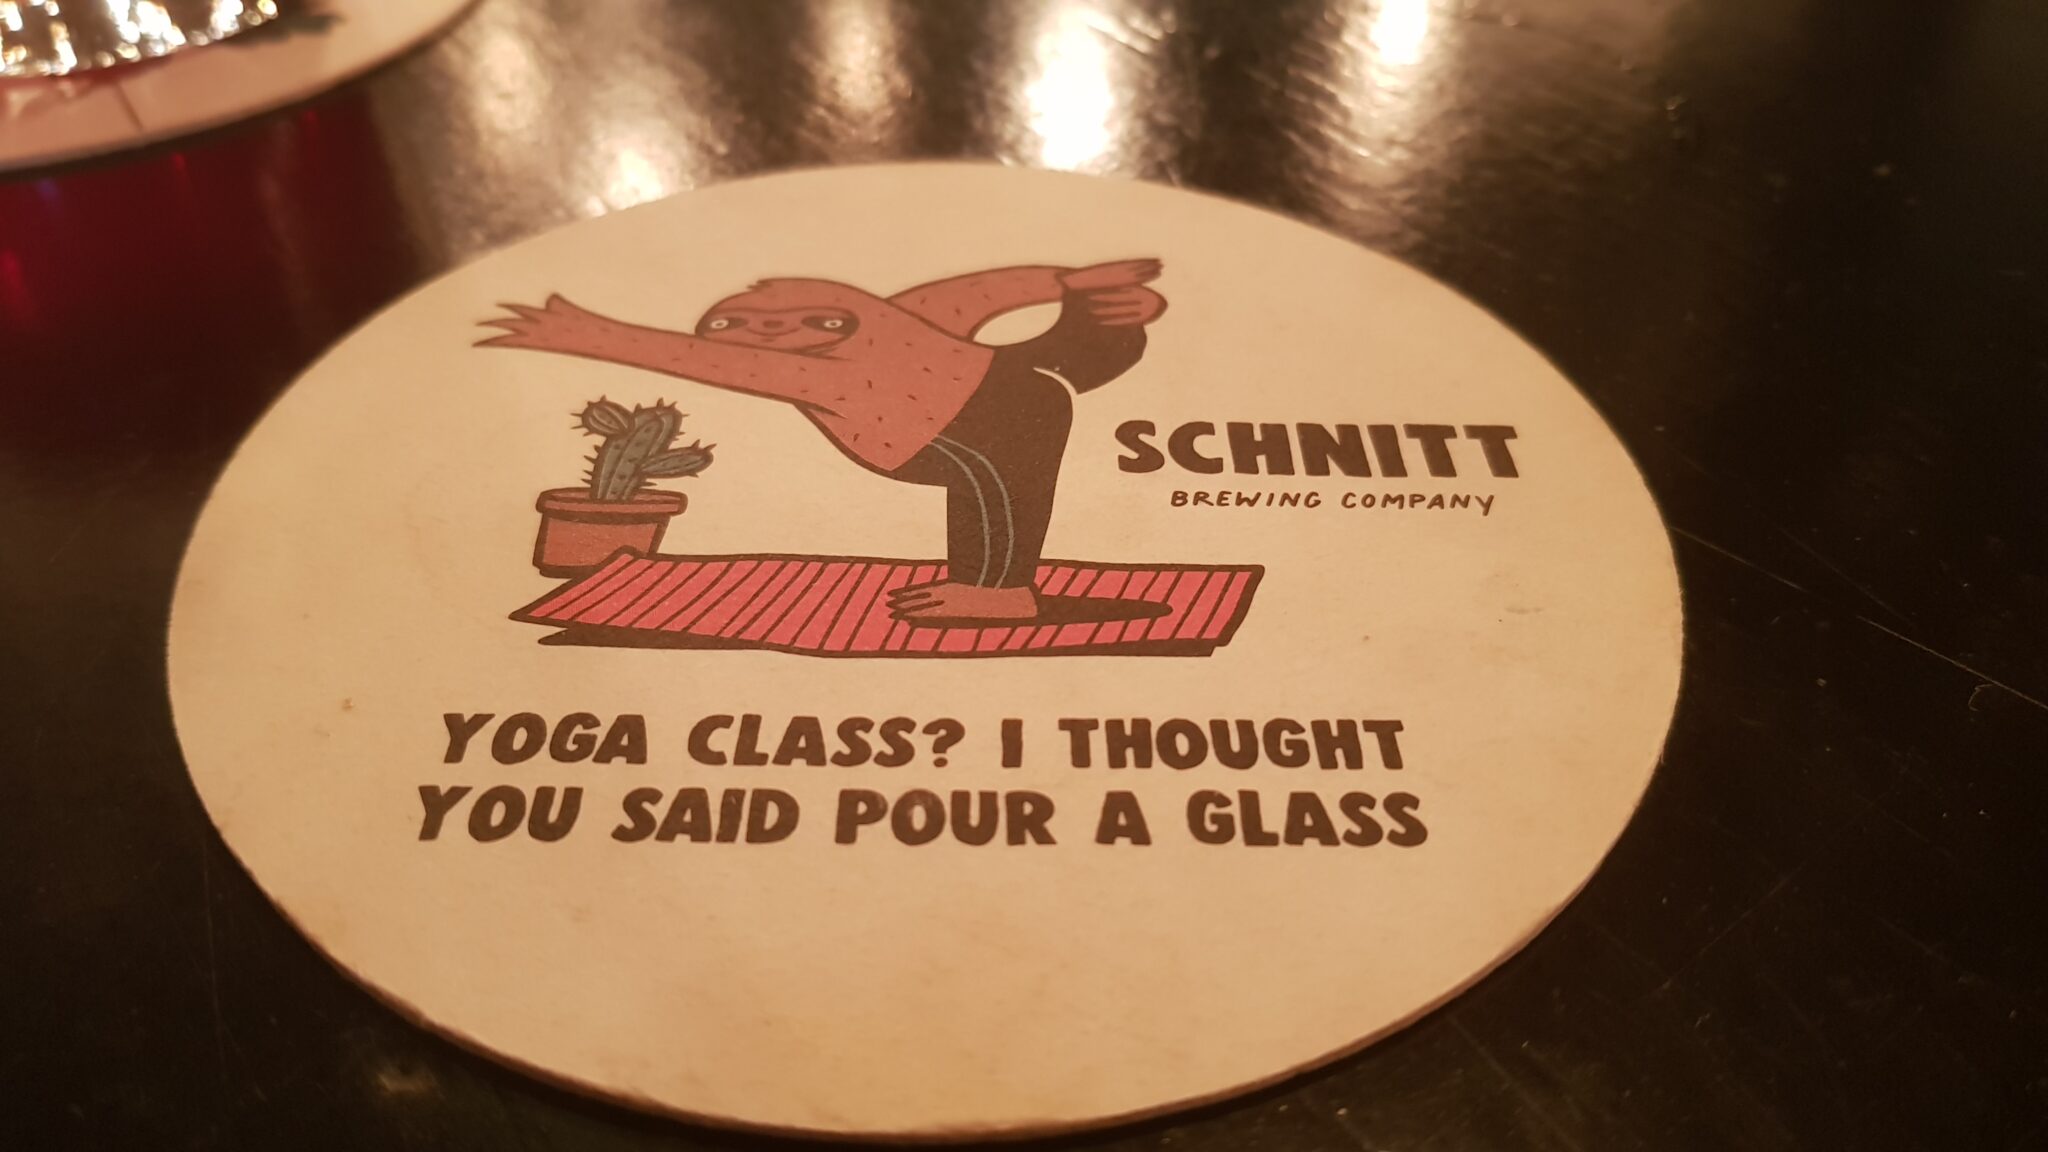 SCHNITT
BREWING COMPANY
YOGA CLASS? I THOUGHT
YOU SAID POUR A GLASS